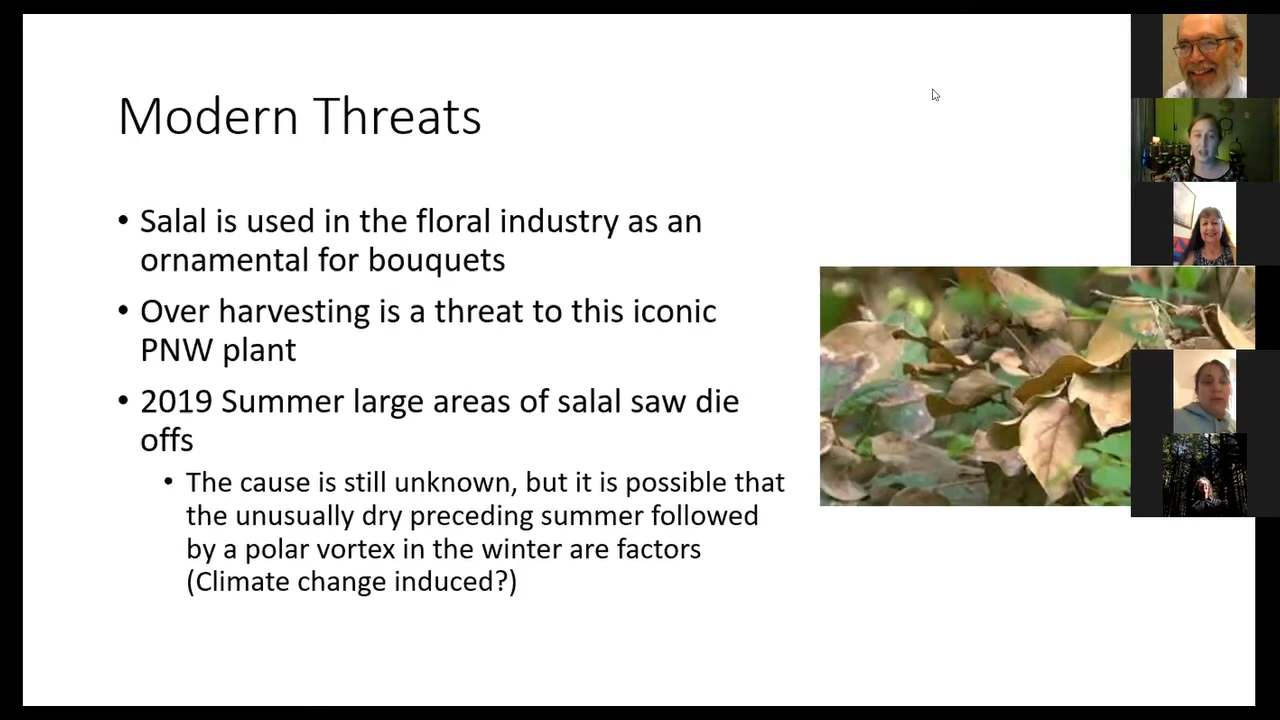 Modern Threats
• Salal is used in the floral industry as an
ornamental for bouquets
• Over harvesting is a threat to this iconic
PNW plant
• 2019 Summer large areas of salal saw die
offs
• The cause is still unknown, but it is possible that
the unusually dry preceding summer followed
by a polar vortex in the winter are factors
(Climate change induced?)